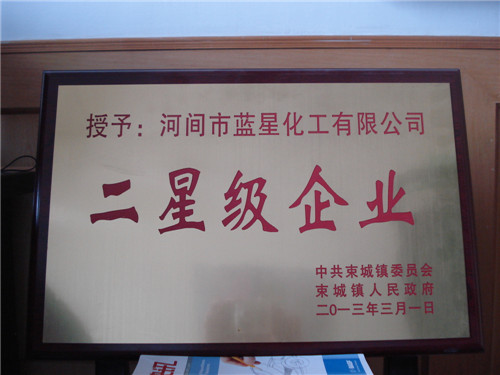 授予：河间市蓝星化工有限公司
二星级企业
中共束城镇委员会
束城镇人民政府
二0一三年三月一日